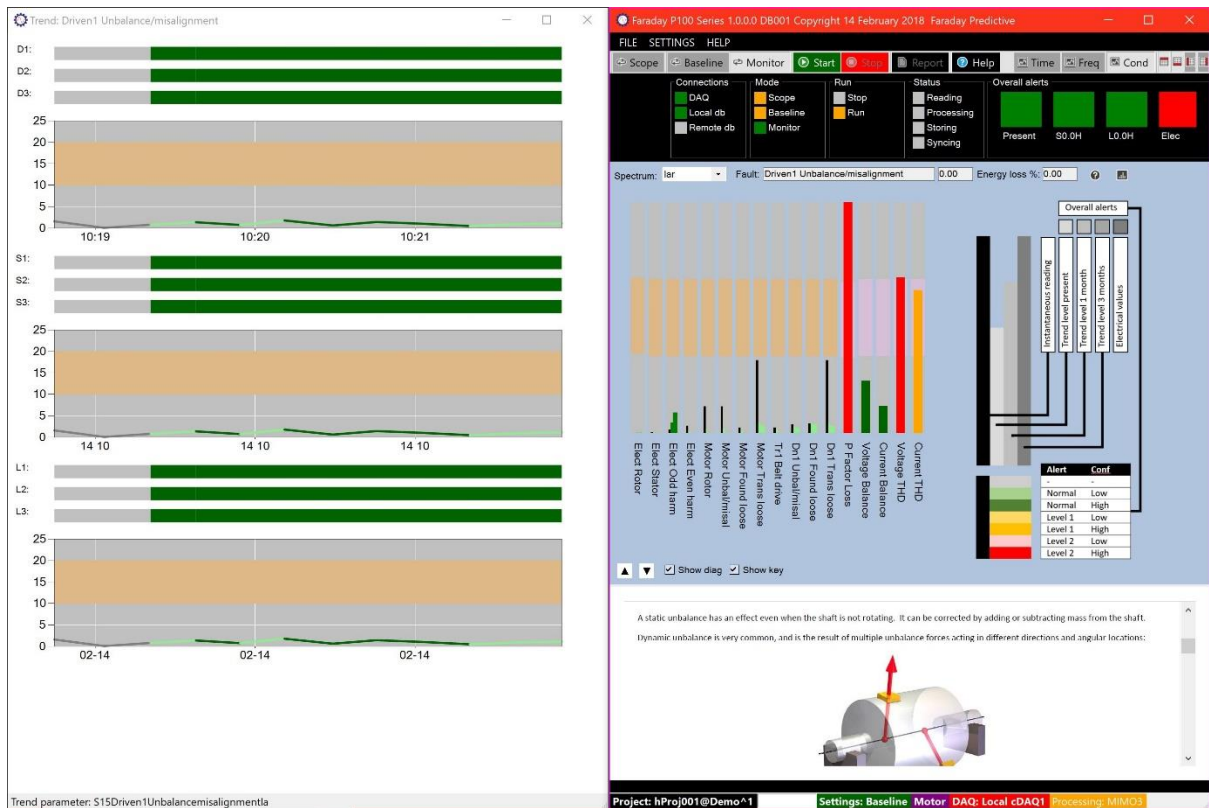 Trend: Driven1 Unbalance/misalignment
D1:
D2:
D3:
25
20
15
10
5
0
10:19 10:20 10:21
S1:
S2:
S3:
25
20
15
10
5
0
14 10 14 10 14 10
L1:
L2:
L3:
25
20
15
10
5
0
02-14 02-14 02-14
Trend parameter: S15Driven1Unbalancemisalignmentla
Faraday P100 Series 1.0.0.0 DB001 Copyright 14 February 2018 Faraday Predictive
FILE SETTINGS HELP
Scope Baseline Monitor Start Stop Report Help Time Freq Cond
Connections Mode Run Status Overall alerts
DAQ Scope Stop Reading
Local db Baseline Run Processing
Remote db Monitor Storing
Syncing
Present S0.0H L0.0H Elec
Spectrum: Iar Fault: Driven1 Unbalance/misalignment 0.00 Energy loss %: 0.00
Overall alerts
Instantaneous reading
Trend level present
Trend level 1 month
Trend level 3 months
Electrical values
Elect Rotor
Elect Stator
Elect Odd harm
Elect Even harm
Motor Rotor
Motor Unbal/misal
Motor Found loose
Motor Trans loose
Tr1 Belt drive
Dn1 Unbal/misal
Dn1 Found loose
Dn1 Trans loose
P Factor Loss
Voltage Balance
Current Balance
Voltage THD
Current THD
Alert Conf
- -
Normal Low
Normal High
Level 1 Low
Level 1 High
Level 2 Low
Level 2 High
Show diag Show key
A static unbalance has an effect even when the shaft is not rotating. It can be corrected by adding or subtracting mass from the shaft.
Dynamic unbalance is very common, and is the result of multiple unbalance forces acting in different directions and angular locations:
Project: hProj001@Demo^1 Settings: Baseline Motor DAQ: Local cDAQ1 Processing: MIMO3